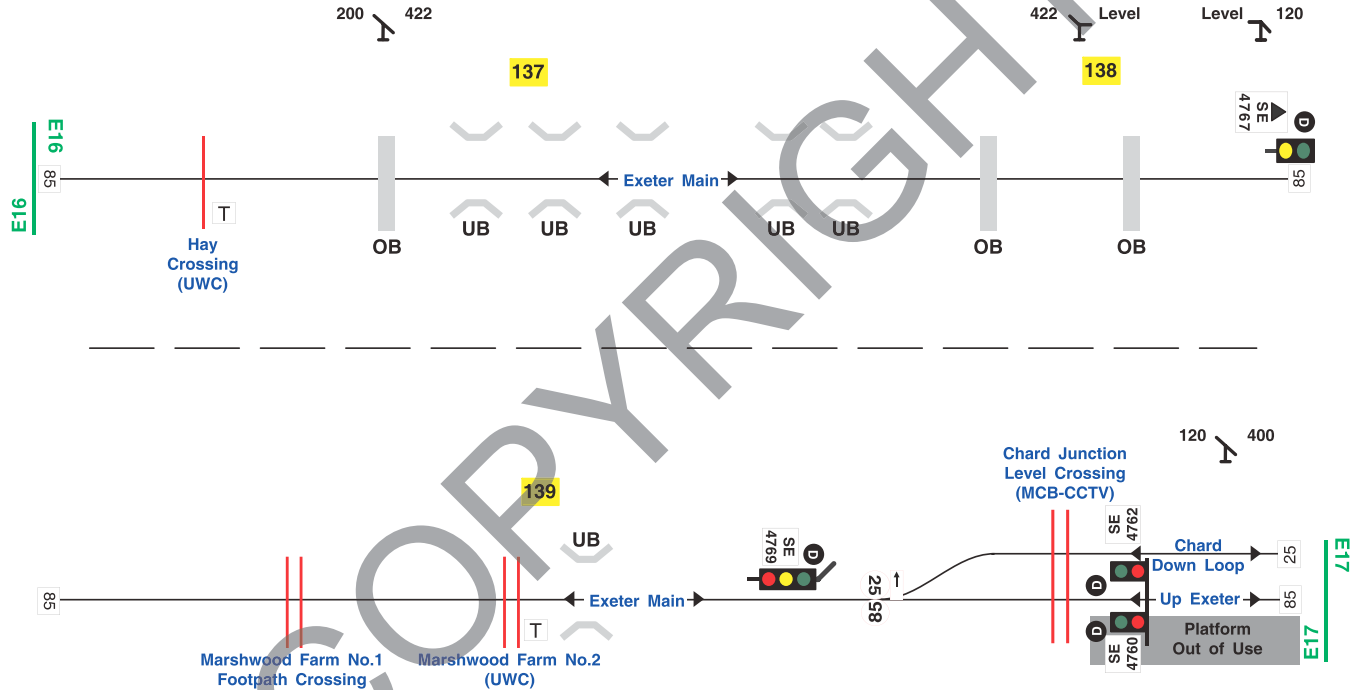 200 422
422 Level
Level 120
137
138
E16
E16
85
T
Hay
Crossing
(UWC)
OB
UB
UB
UB
Exeter Main
UB
UB
OB
OB
SE
4767
D
85
120 400
139
Chard Junction
Level Crossing
(MCB-CCTV)
85
Marshwood Farm No.1
Footpath Crossing
Marshwood Farm No.2
(UWC)
T
UB
Exeter Main
SE
4769
D
25
85
SE
4762
D
Chard
Down Loop
25
Up Exeter
85
D
SE
4760
Platform
Out of Use
E17
E17
COPYRIGHT